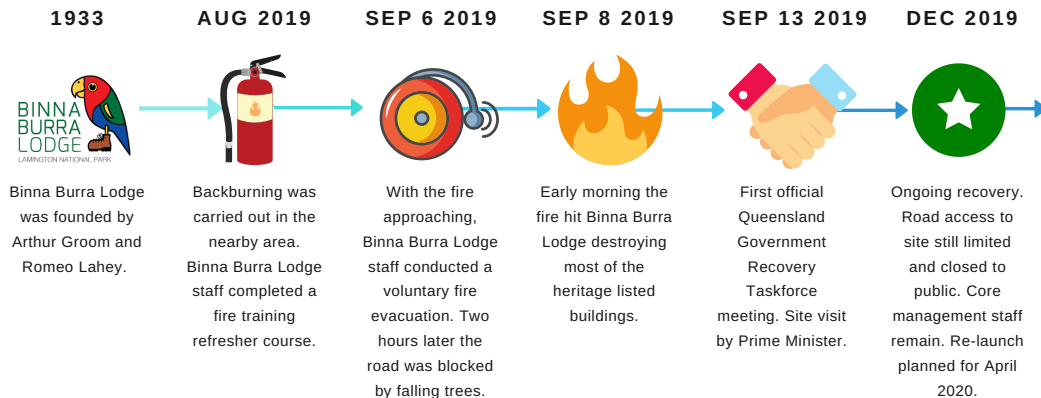 1933
BINNA
BURRA
LODGE
LAMINGTON NATIONAL PARK
Binna Burra Lodge
was founded by
Arthur Groom and
Romeo Lahey.
AUG 2019
Backburning was
carried out in the
nearby area.
Binna Burra Lodge
staff completed a
fire training
refresher course.
SEP 6 2019
With the fire
approaching,
Binna Burra Lodge
staff conducted a
voluntary fire
evacuation. Two
hours later the
road was blocked
by falling trees.
SEP 8 2019
Early morning the
fire hit Binna Burra
Lodge destroying
most of the
heritage listed
buildings.
SEP 13 2019
First official
Queensland
Government
Recovery
Taskforce
meeting. Site visit
by Prime Minister.
DEC 2019
Ongoing recovery.
Road access to
site still limited
and closed to
public. Core
management staff
remain. Re-launch
planned for April
2020.